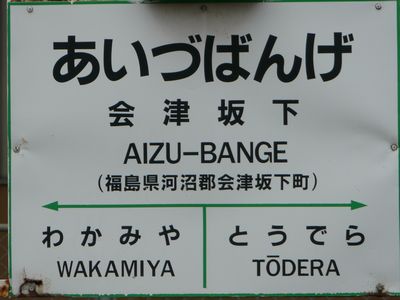 あいづばんげ
会津坂下
AIZU-BANGE
(福島県河沼郡会津坂下町)
わかみや とうでら
WAKAMIYA TŌDERA